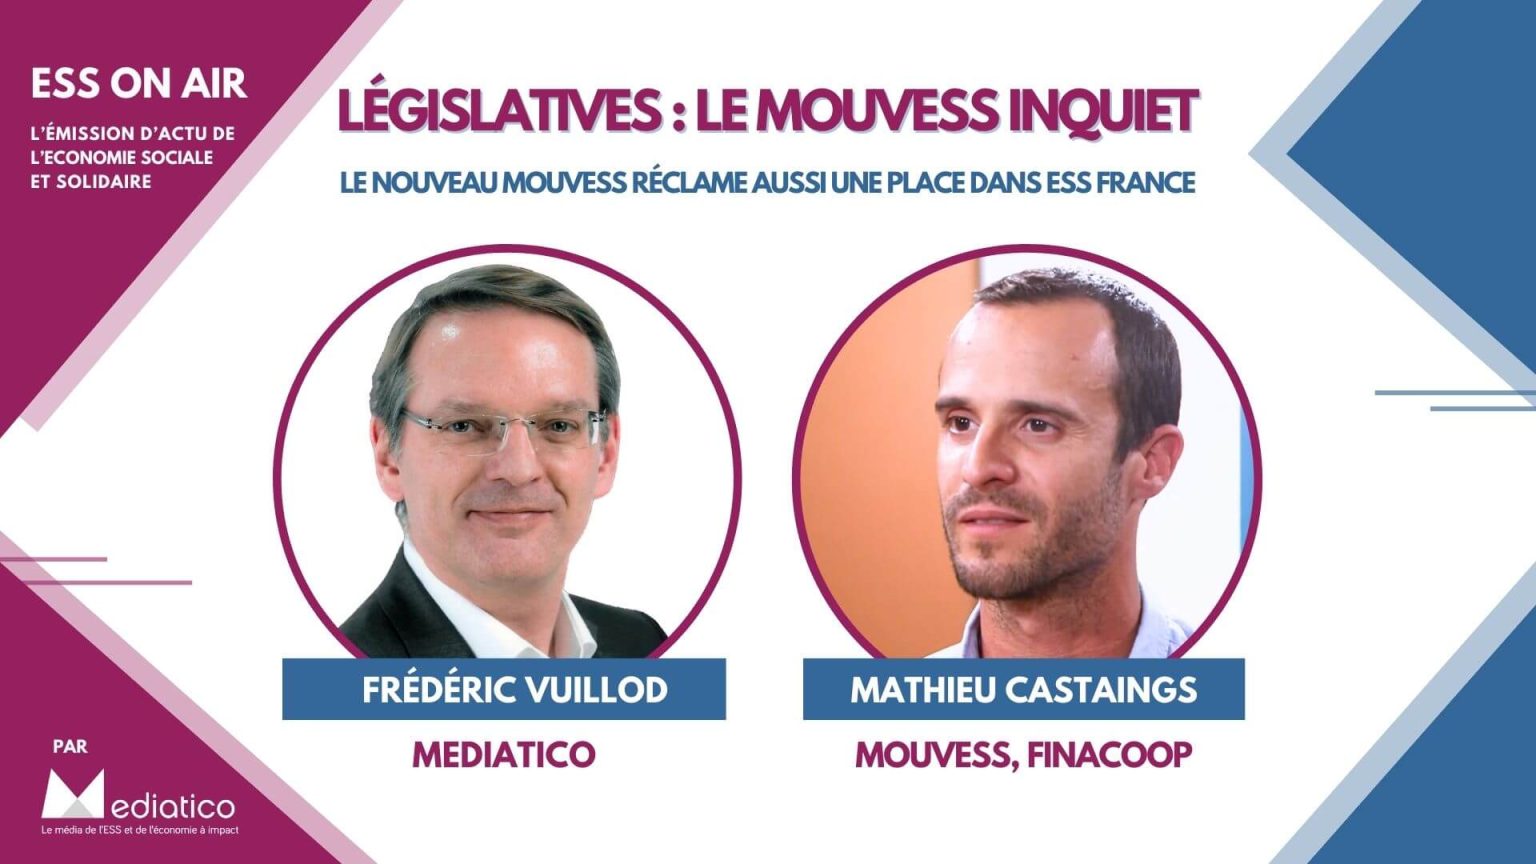 ESS ON AIR
L'ÉMISSION D'ACTU DE
L'ECONOMIE SOCIALE
ET SOLIDAIRE
LÉGISLATIVES : LE MOUVESS INQUIET
LE NOUVEAU MOUVESS RÉCLAME AUSSI UNE PLACE DANS ESS FRANCE
FRÉDÉRIC VUILLOD
MEDIATICO
MATHIEU CASTAINGS
MOUVESS, FINACOOP
PAR
Mediatico
Le média de l'ESS et de l'économie à impact